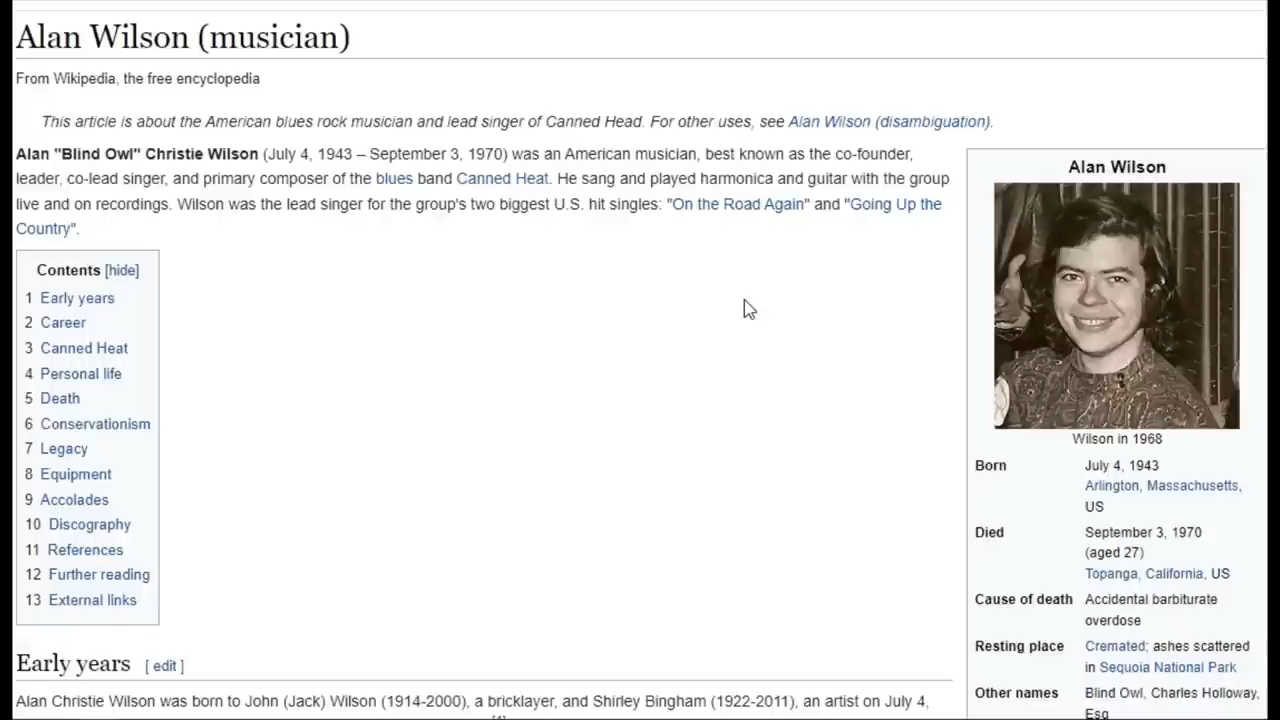 Alan Wilson (musician)
From Wikipedia, the free encyclopedia
This article is about the American blues rock musician and lead singer of Canned Head. For other uses, see Alan Wilson (disambiguation).
Alan "Blind Owl" Christie Wilson (July 4, 1943 – September 3, 1970) was an American musician, best known as the co-founder,
leader, co-lead singer, and primary composer of the blues band Canned Heat. He sang and played harmonica and guitar with the group
live and on recordings. Wilson was the lead singer for the group's two biggest U.S. hit singles: "On the Road Again" and "Going Up the
Country".
Contents [hide]
1 Early years
2 Career
3 Canned Heat
4 Personal life
5 Death
6 Conservationism
7 Legacy
8 Equipment
9 Accolades
10 Discography
11 References
12 Further reading
13 External links
Early years [ edit ]
Alan Christie Wilson was born to John (Jack) Wilson (1914-2000), a bricklayer, and Shirley Bingham (1922-2011), an artist on July 4,
Alan Wilson
Wilson in 1968
Born July 4, 1943
Arlington, Massachusetts,
US
Died September 3, 1970
(aged 27)
Topanga, California, US
Cause of death Accidental barbiturate
overdose
Resting place Cremated; ashes scattered
in Sequoia National Park
Other names Blind Owl, Charles Holloway,
Esq